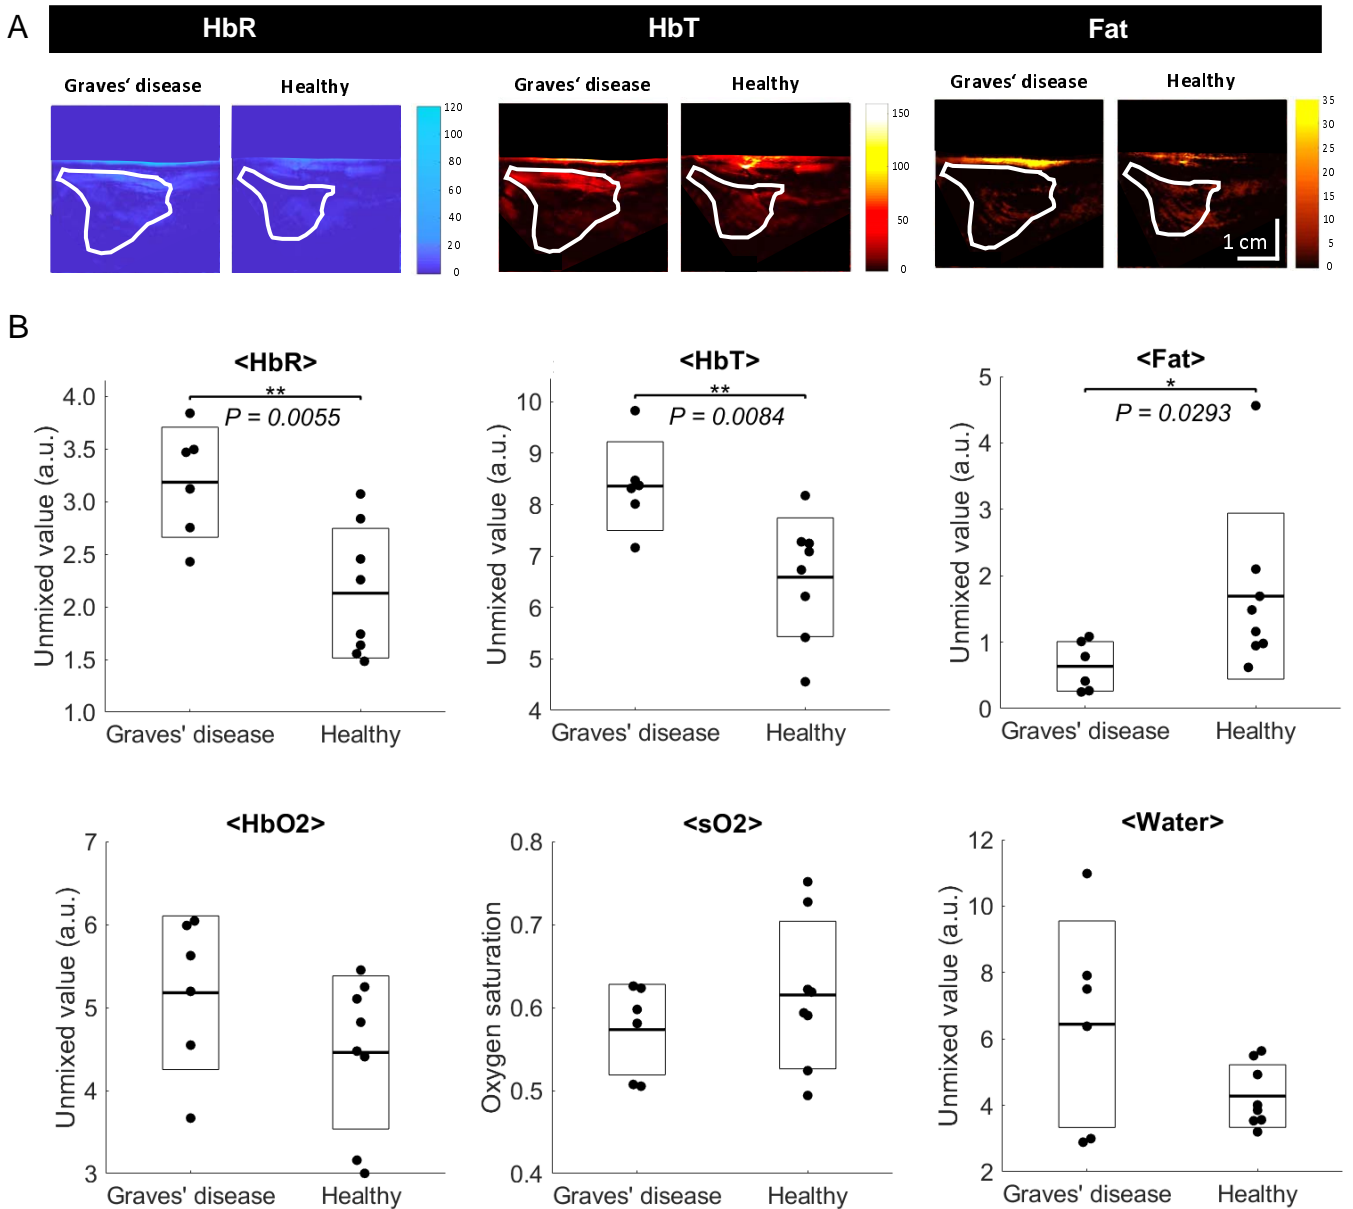 A
HbR HbT Fat
Graves‘ disease Healthy Graves‘ disease Healthy Graves‘ disease Healthy
120
100
80
60
40
20
0
150
100
50
0
35
30
25
20
15
10
5
0
1 cm
B
<HbR>
**
P = 0.0055
Unmixed value (a.u.)
4.0
3.5
3.0
2.5
2.0
1.5
1.0
Graves' disease Healthy
<HbT>
**
P = 0.0084
Unmixed value (a.u.)
10
9
8
7
6
5
4
Graves' disease Healthy
<Fat>
*
P = 0.0293
Unmixed value (a.u.)
5
4
3
2
1
0
Graves' disease Healthy
<HbO2>
Unmixed value (a.u.)
7
6
5
4
3
Graves' disease Healthy
<sO2>
Oxygen saturation
0.8
0.7
0.6
0.5
0.4
Graves' disease Healthy
<Water>
Unmixed value (a.u.)
12
10
8
6
4
2
Graves' disease Healthy